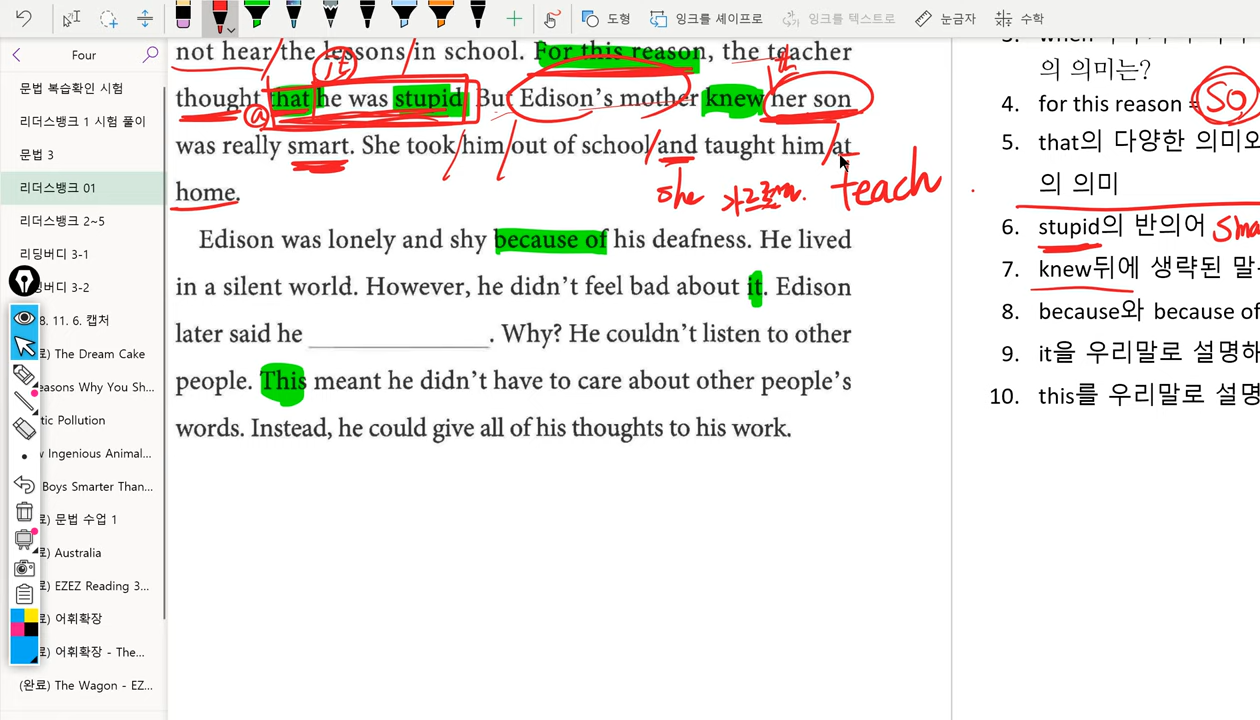 도형
잉크를 셰이프로
잉크를 텍스트로
눈금자
수학
Four
문법 복습확인 시험
리더스뱅크 1 시험 풀이
문법 3
리더스뱅크 01
리더스뱅크 2~5
리딩버디 3-1
딩버디 3-2
8. 11. 6. 캡처
료) The Dream Cake
easons Why You Sh...
tic Pollution
w Ingenious Animal...
Boys Smarter Than...
료) 문법 수업 1
료) Australia
료) EZEZ Reading 3...
료) 어휘확장
료) 어휘확장 - The...
(완료) The Wagon - EZ...
not hear the lessons in school. For this reason, the teacher
it
th
thought that he was stupid. But Edison's mother knew her son
was really smart. She took him out of school and taught him at
she
teach
home.
Edison was lonely and shy because of his deafness. He lived
in a silent world. However, he didn't feel bad about it. Edison
later said he _______________. Why? He couldn't listen to other
people. This meant he didn't have to care about other people's
words. Instead, he could give all of his thoughts to his work.
의 의미는?
4. for this reason = SO
5. that의 다양한 의미와
의 의미
6. stupid의 반의어 sma
7. knew뒤에 생략된 말
8. because와 because of
9. it을 우리말로 설명하
10. this를 우리말로 설명